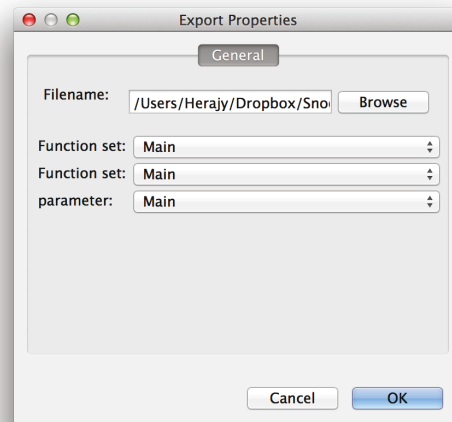 Export Properties
General
Filename: /Users/Herajy/Dropbox/Sno Browse
Function set: Main
Function set: Main
parameter: Main
Cancel OK